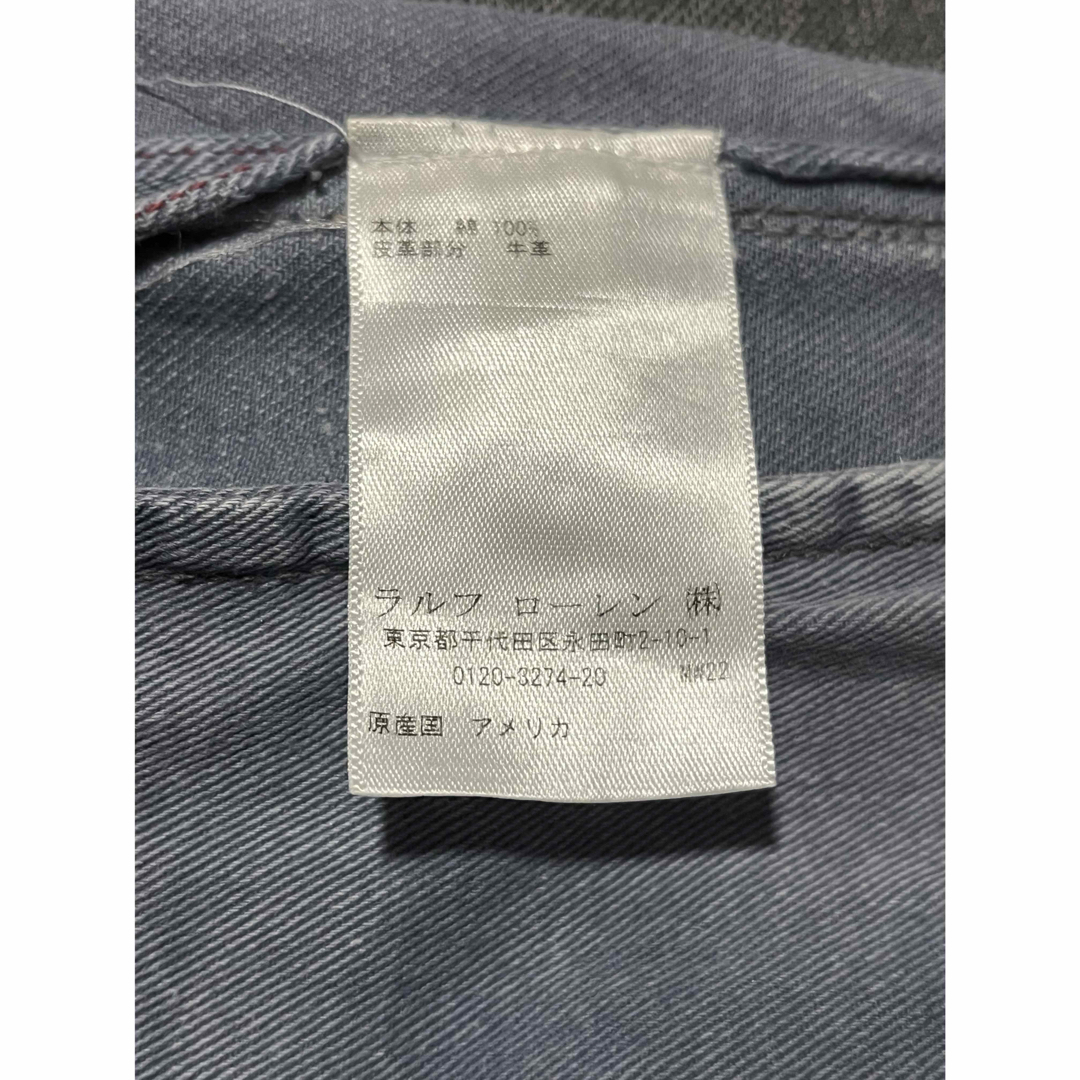 本体 綿 100%
皮革部分 牛革
ラルフ ローレン ㈱
東京都千代田区永田町2-10-1
0120-3274-20 M#22
原産国 アメリカ